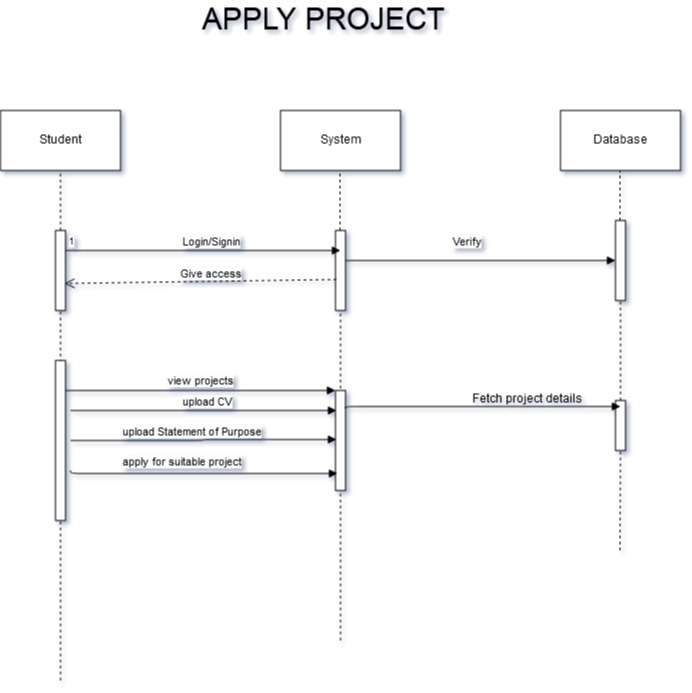 APPLY PROJECT
Student
System
Database
1
Login/Signin
Verify
Give access
view projects
upload CV
Fetch project details
upload Statement of Purpose
apply for suitable project